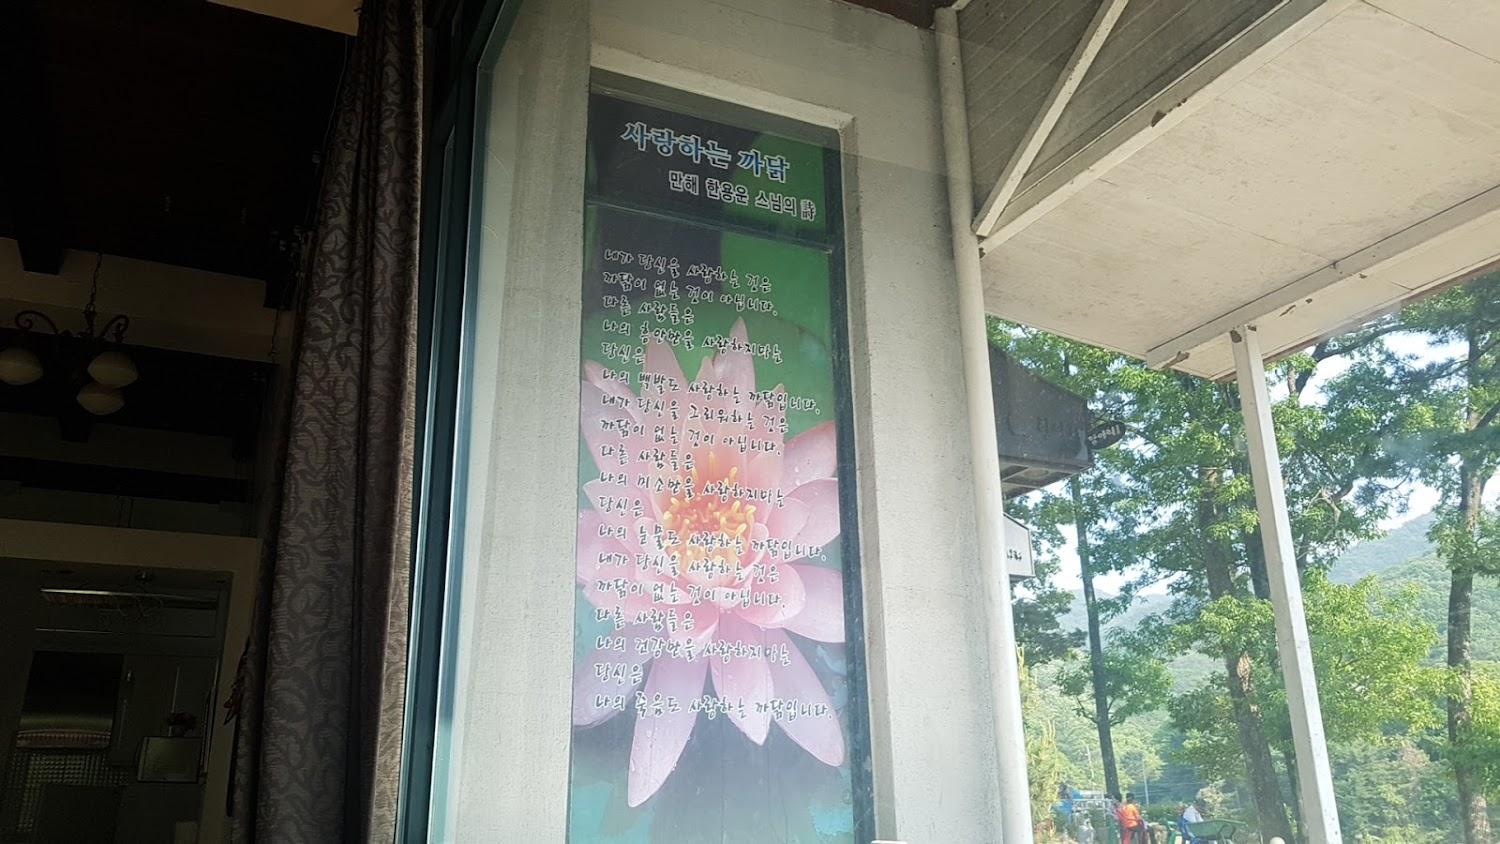 사랑하는 까닭
만해 한용운 스님의 詩
내가 당신을 사랑하는 것은
까닭이 없는 것이 아닙니다.
다른 사람들은
나의 홍안만을 사랑하지마는
당신은
나의 백발도 사랑하는 까닭입니다.
내가 당신을 그리워하는 것은
까닭이 없는 것이 아닙니다.
다른 사람들은
나의 미소만을 사랑하지마는
당신은
나의 눈물도 사랑하는 까닭입니다.
내가 당신을 사랑하는 것은
까닭이 없는 것이 아닙니다.
다른 사람들은
나의 건강만을 사랑하지마는
당신은
나의 죽음도 사랑하는 까닭입니다.